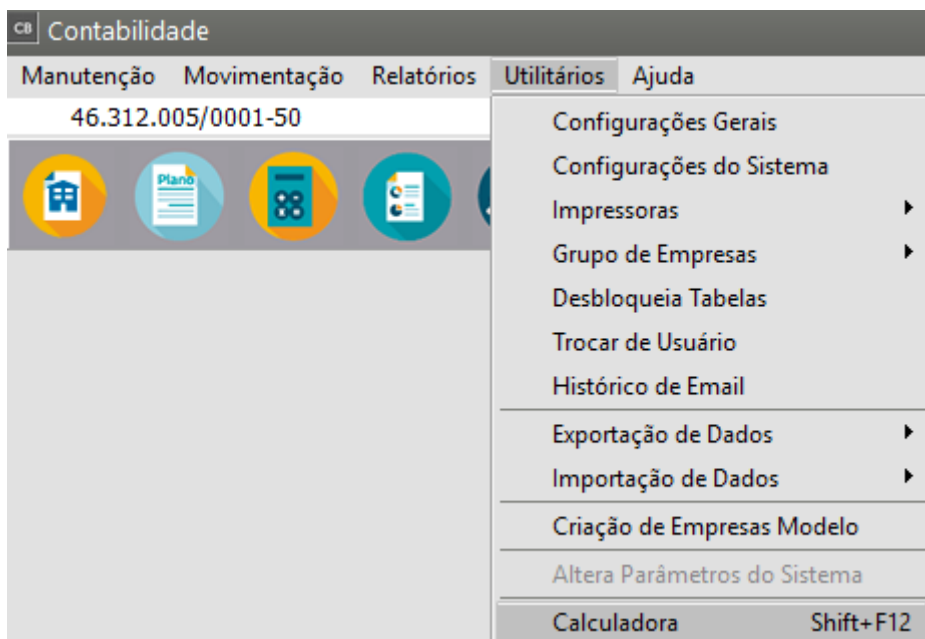 CB Contabilidade
Manutenção Movimentação Relatórios Utilitários Ajuda
46.312.005/0001-50
Plano
Configurações Gerais
Configurações do Sistema
Impressoras
Grupo de Empresas
Desbloqueia Tabelas
Trocar de Usuário
Histórico de Email
Exportação de Dados
Importação de Dados
Criação de Empresas Modelo
Altera Parâmetros do Sistema
Calculadora Shift+F12